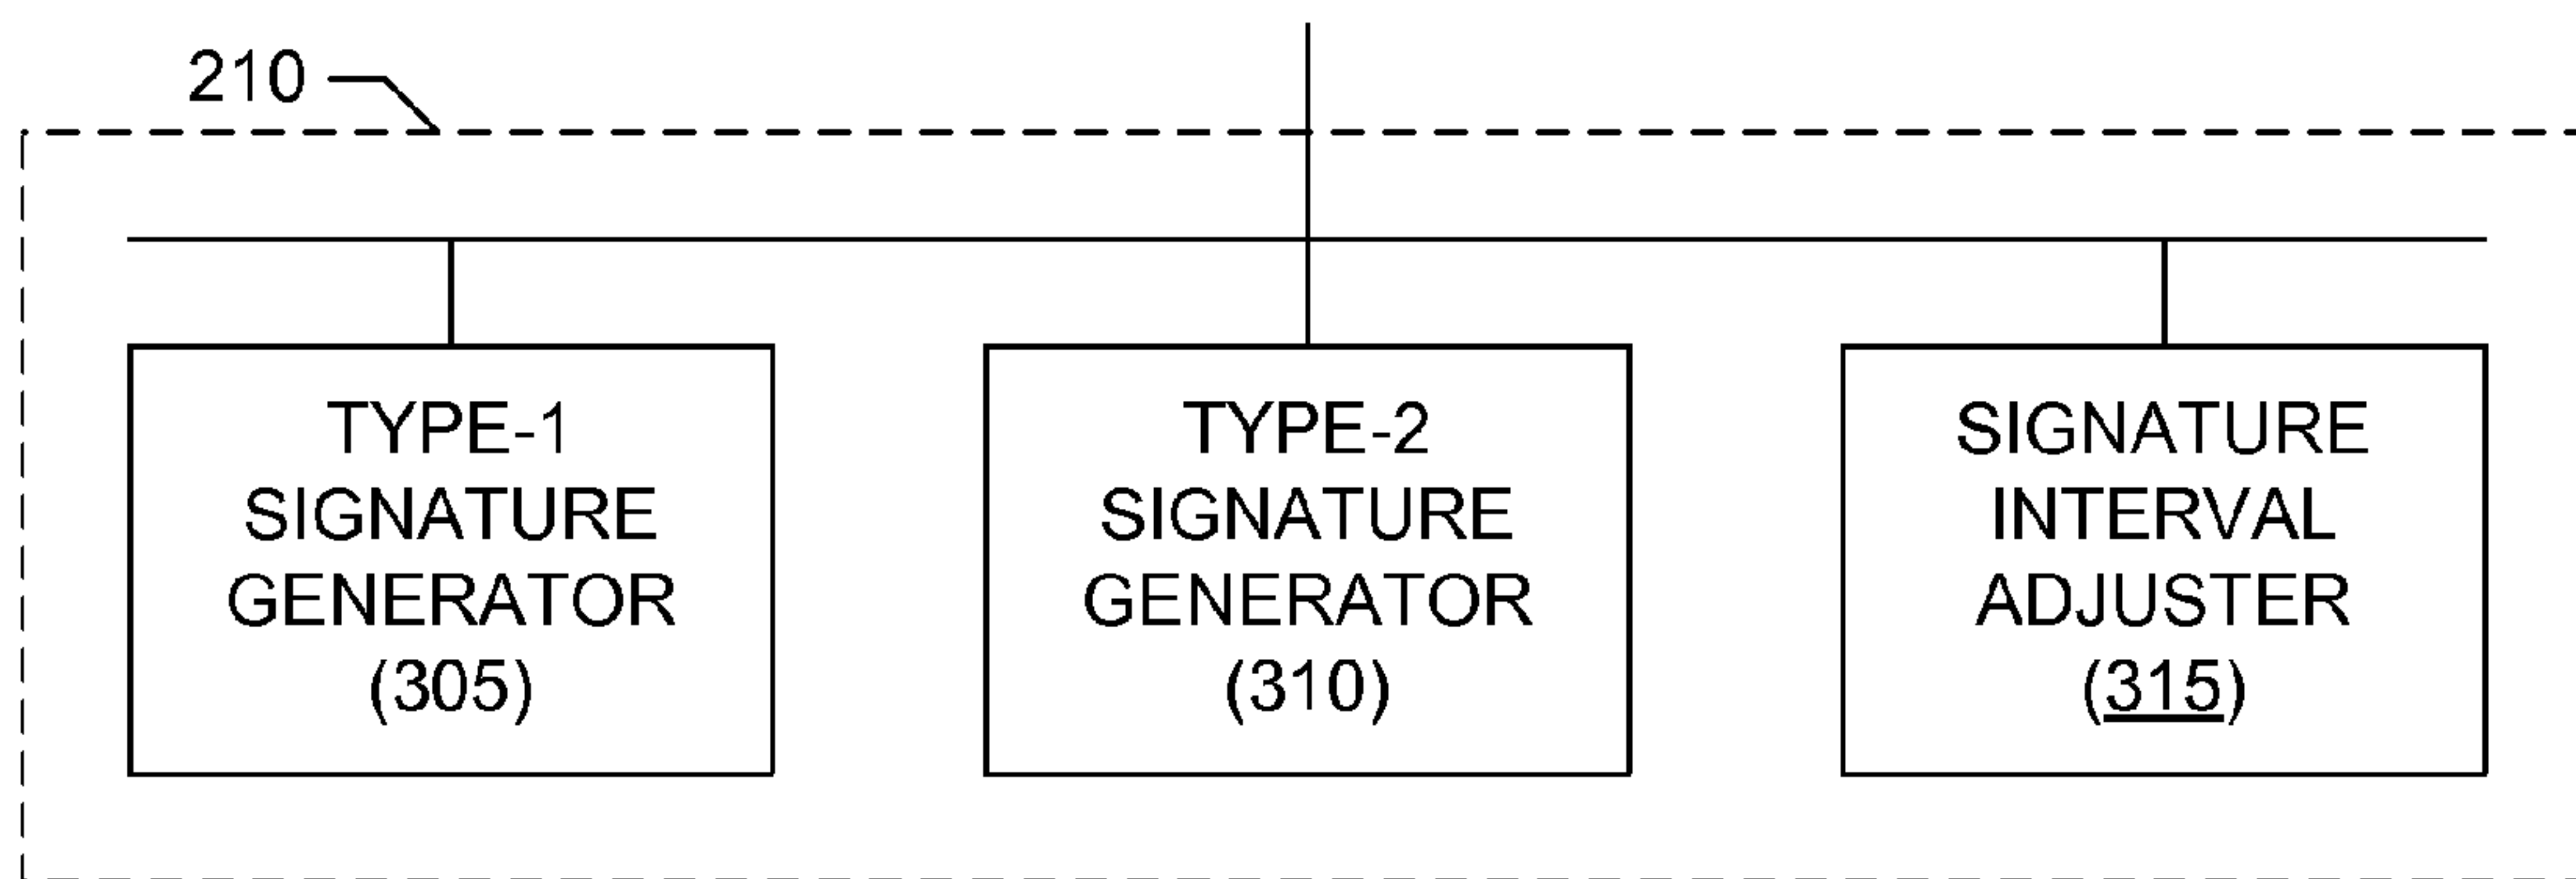 210
TYPE-1
SIGNATURE
GENERATOR
(305)
TYPE-2
SIGNATURE
GENERATOR
(310)
SIGNATURE
INTERVAL
ADJUSTER
(315)